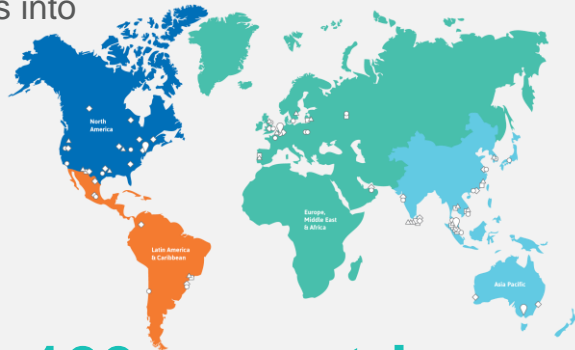 s into
North
America
Europe,
Middle East
& Africa
Latin America
& Caribbean
Asia Pacific